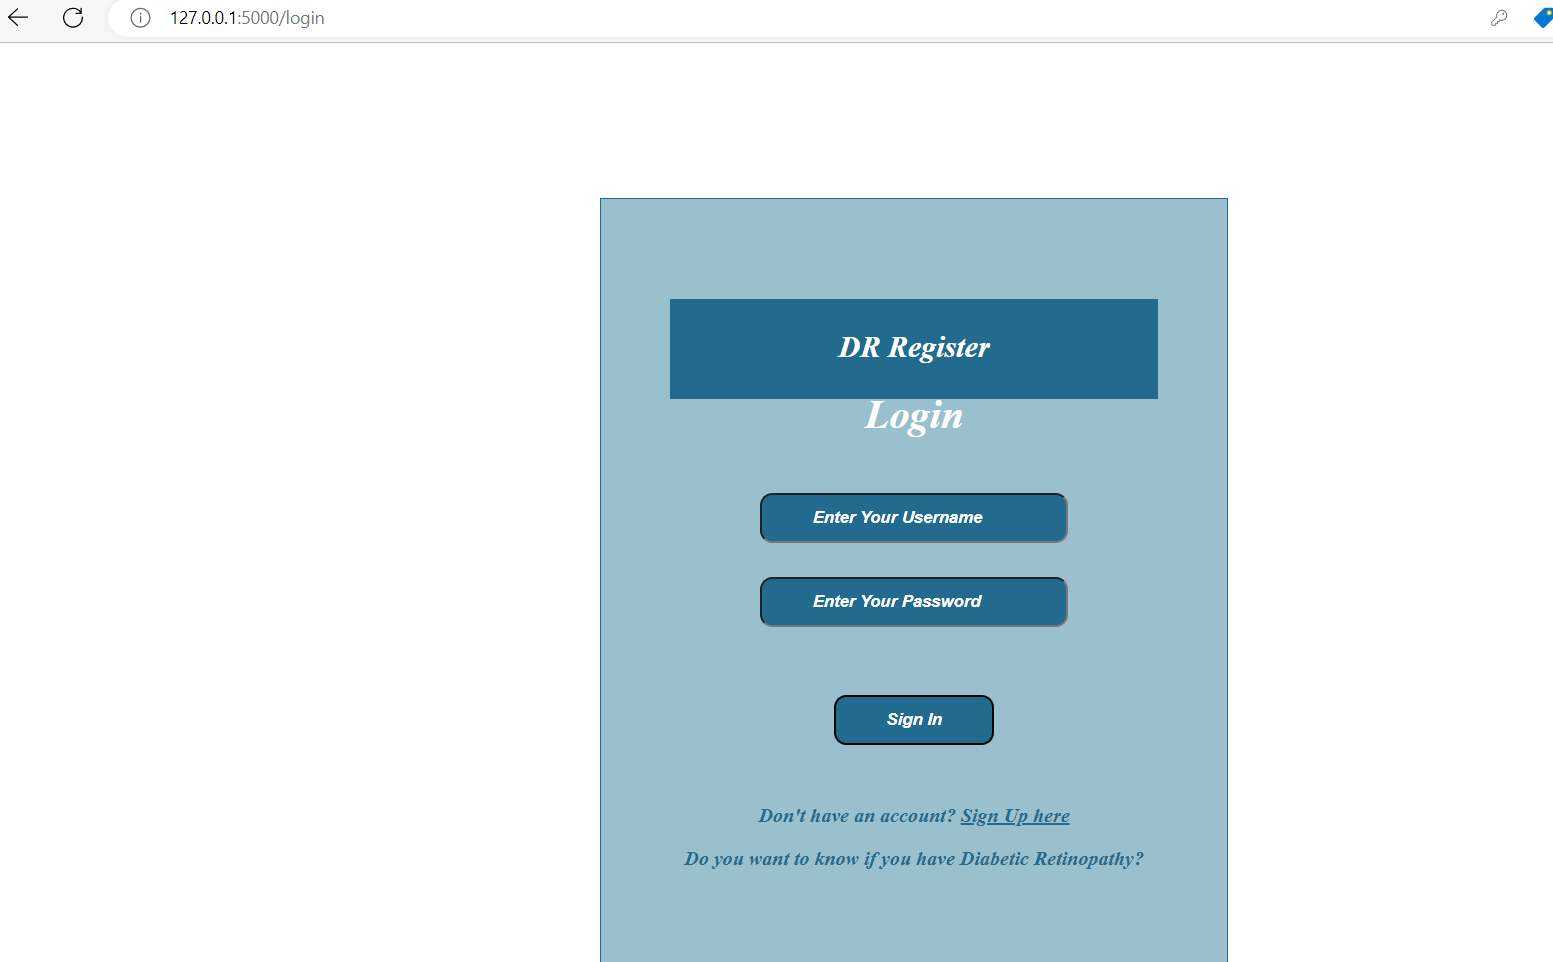 127.0.0.1:5000/login
DR Register
Login
Enter Your Username
Enter Your Password
Sign In
Don't have an account? Sign Up here
Do you want to know if you have Diabetic Retinopathy?